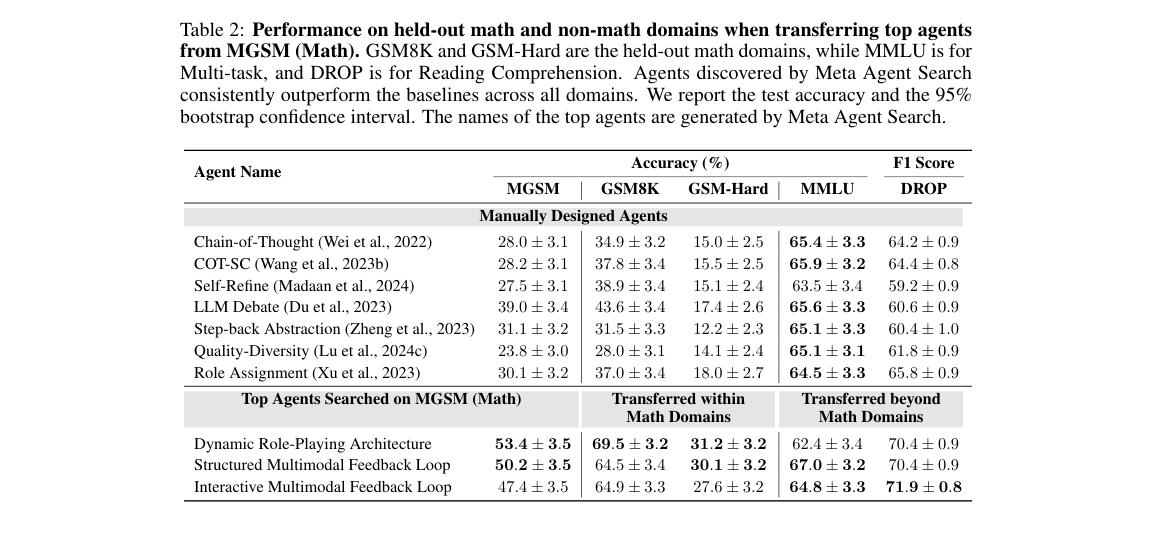 Table 2: Performance on held-out math and non-math domains when transferring top agents
from MGSM (Math). GSM8K and GSM-Hard are the held-out math domains, while MMLU is for
Multi-task, and DROP is for Reading Comprehension. Agents discovered by Meta Agent Search
consistently outperform the baselines across all domains. We report the test accuracy and the 95%
bootstrap confidence interval. The names of the top agents are generated by Meta Agent Search.
Agent Name Accuracy (%) F1 Score
MGSM GSM8K GSM-Hard MMLU DROP
Manually Designed Agents
Chain-of-Thought (Wei et al., 2022) 28.0 ± 3.1 34.9 ± 3.2 15.0 ± 2.5 65.4 ± 3.3 64.2 ± 0.9
COT-SC (Wang et al., 2023b) 28.2 ± 3.1 37.8 ± 3.4 15.5 ± 2.5 65.9 ± 3.2 64.4 ± 0.8
Self-Refine (Madaan et al., 2024) 27.5 ± 3.1 38.9 ± 3.4 15.1 ± 2.4 63.5 ± 3.4 59.2 ± 0.9
LLM Debate (Du et al., 2023) 39.0 ± 3.4 43.6 ± 3.4 17.4 ± 2.6 65.6 ± 3.3 60.6 ± 0.9
Step-back Abstraction (Zheng et al., 2023) 31.1 ± 3.2 31.5 ± 3.3 12.2 ± 2.3 65.1 ± 3.3 60.4 ± 1.0
Quality-Diversity (Lu et al., 2024c) 23.8 ± 3.0 28.0 ± 3.1 14.1 ± 2.4 65.1 ± 3.1 61.8 ± 0.9
Role Assignment (Xu et al., 2023) 30.1 ± 3.2 37.0 ± 3.4 18.0 ± 2.7 64.5 ± 3.3 65.8 ± 0.9
Top Agents Searched on MGSM (Math) Transferred within Transferred beyond
Math Domains Math Domains
Dynamic Role-Playing Architecture 53.4 ± 3.5 69.5 ± 3.2 31.2 ± 3.2 62.4 ± 3.4 70.4 ± 0.9
Structured Multimodal Feedback Loop 50.2 ± 3.5 64.5 ± 3.4 30.1 ± 3.2 67.0 ± 3.2 70.4 ± 0.9
Interactive Multimodal Feedback Loop 47.4 ± 3.5 64.9 ± 3.3 27.6 ± 3.2 64.8 ± 3.3 71.9 ± 0.8